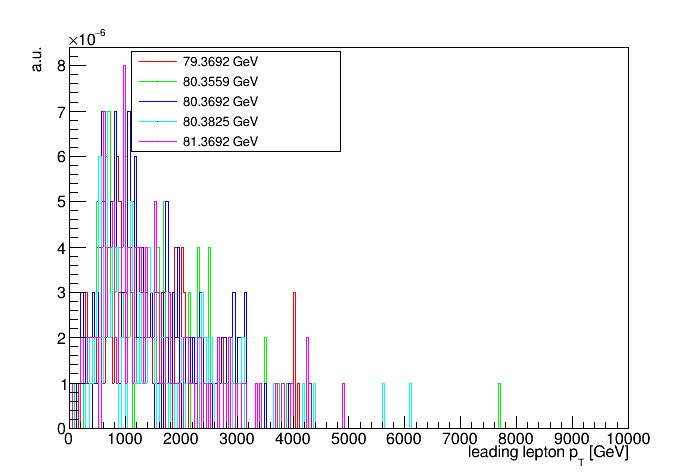 ×10⁻⁶
a.u.
79.3692 GeV
80.3559 GeV
80.3692 GeV
80.3825 GeV
81.3692 GeV
8
7
6
5
4
3
2
1
0
0 1000 2000 3000 4000 5000 6000 7000 8000 9000 10000
leading lepton p_T [GeV]